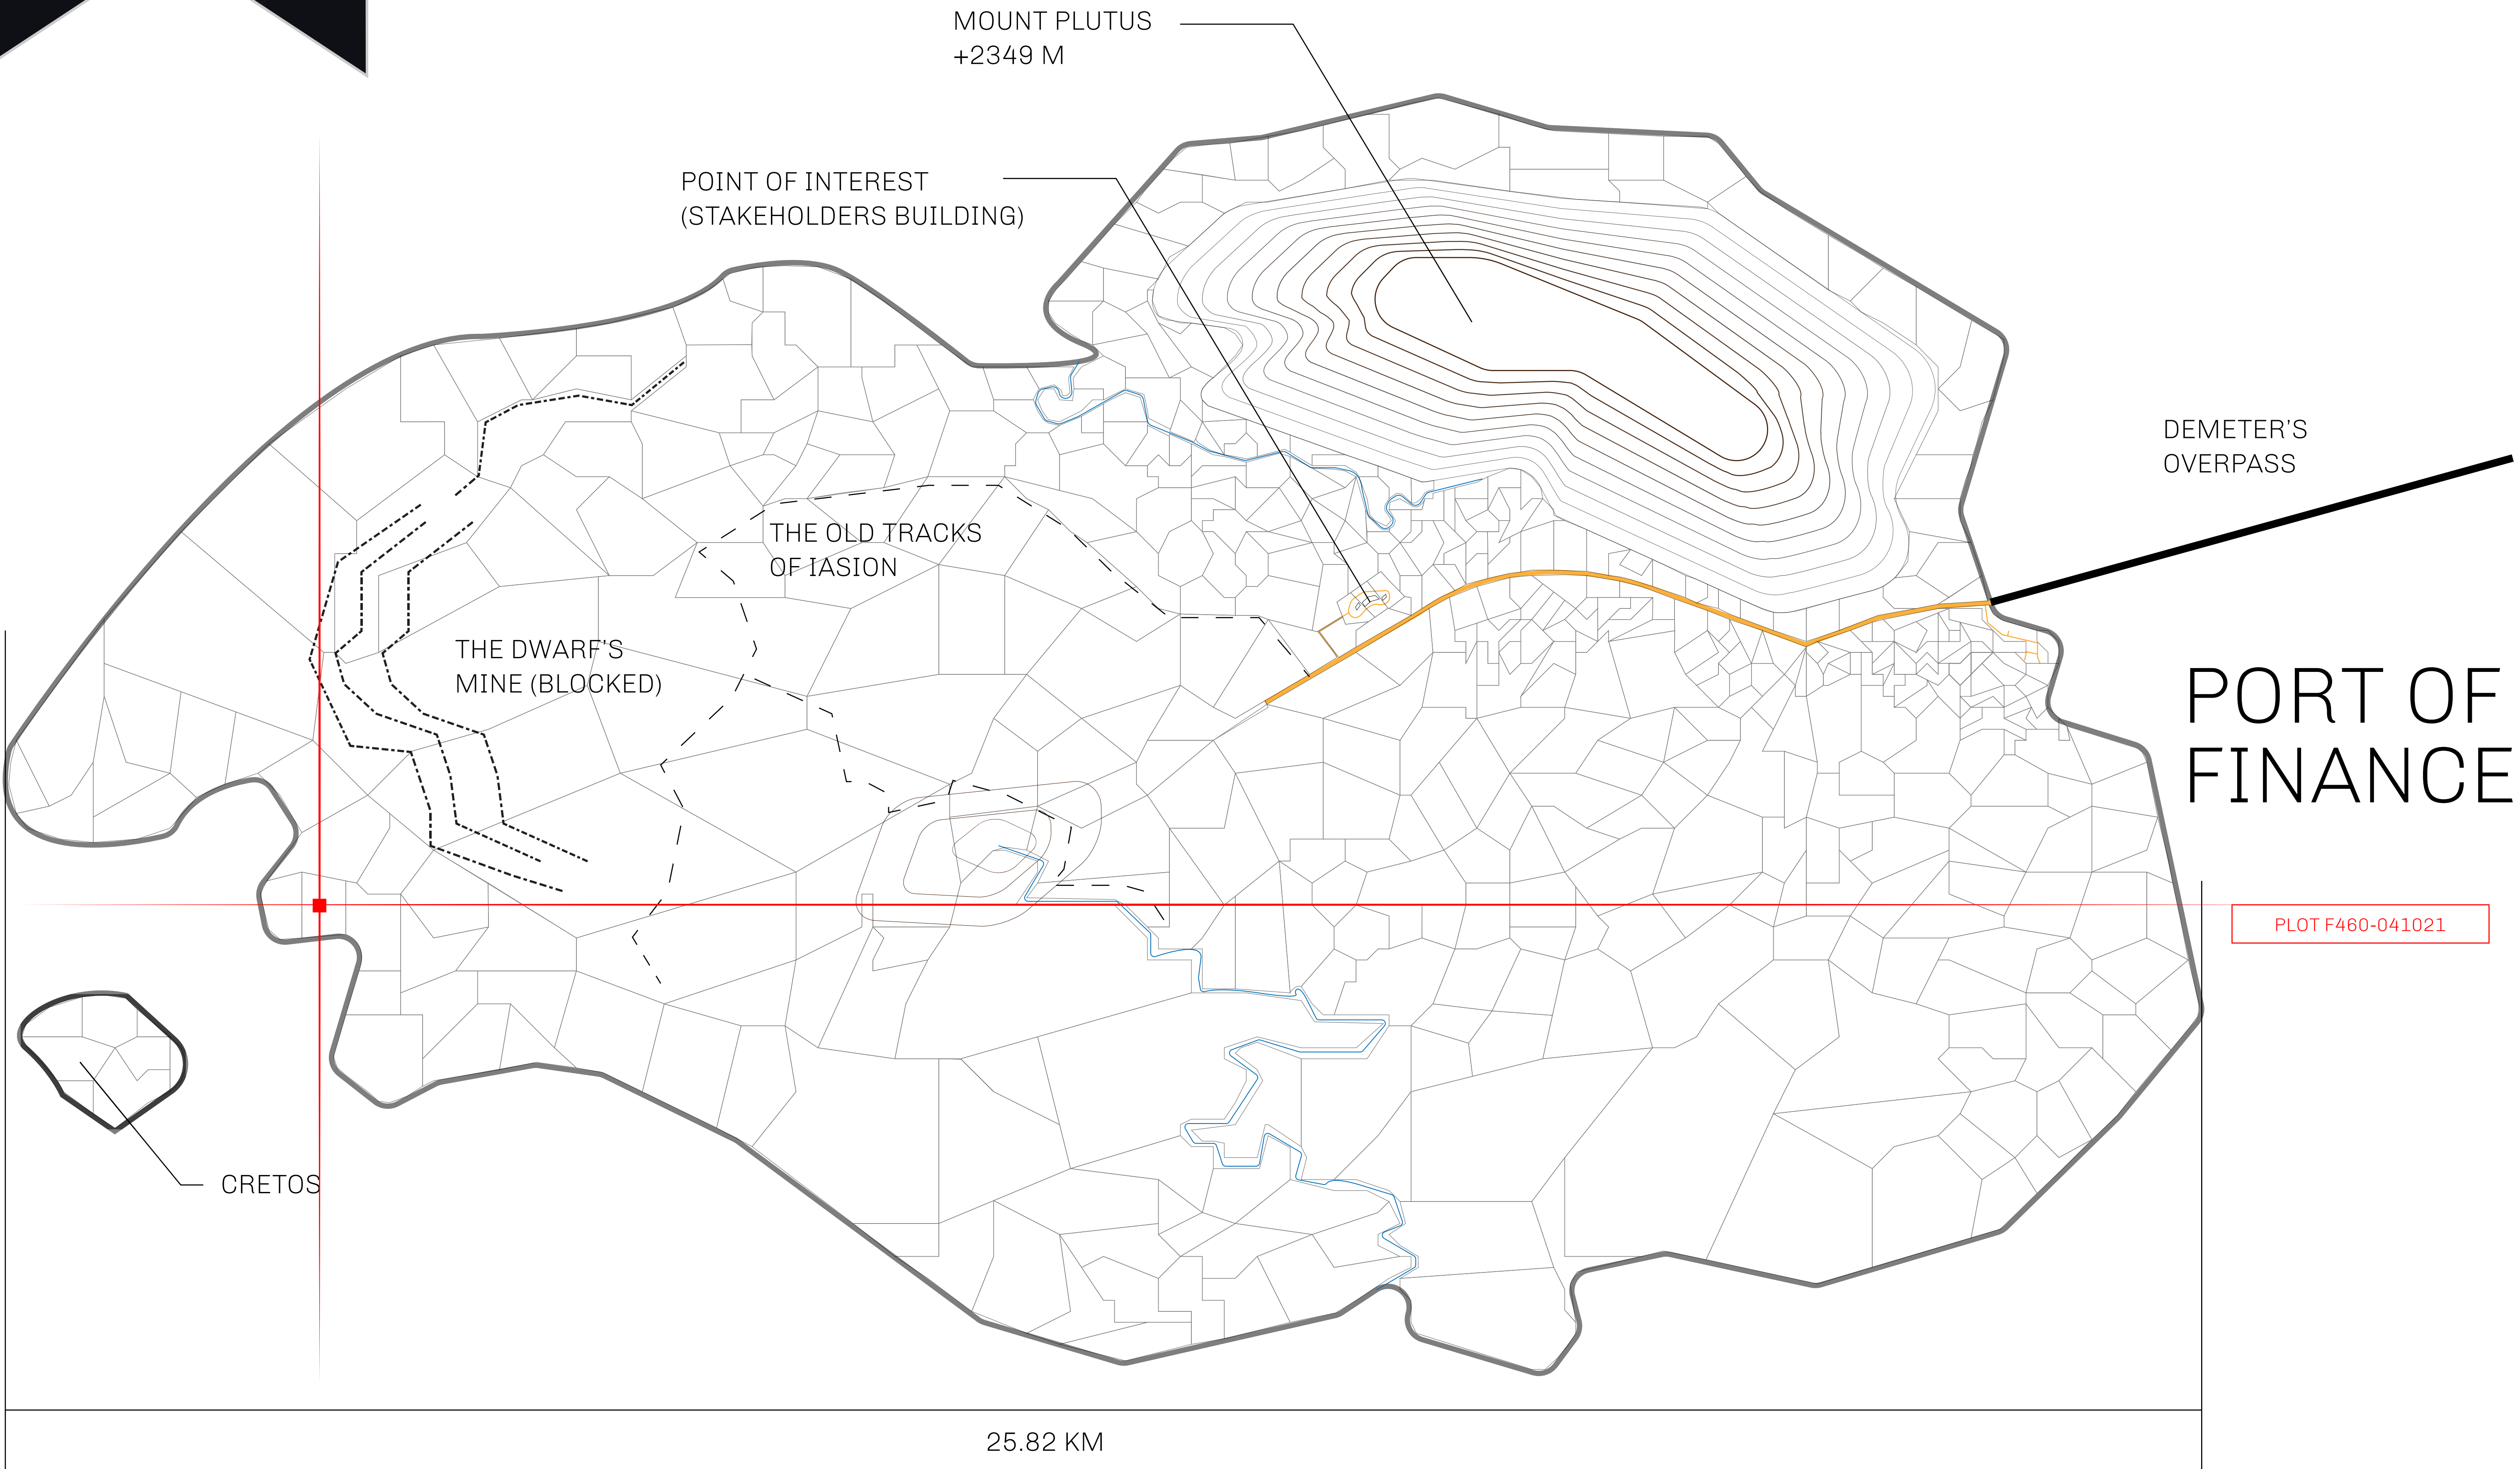 MOUNT PLUTUS
+2349 M
POINT OF INTEREST
(STAKEHOLDERS BUILDING)
DEMETER'S
OVERPASS
THE OLD TRACKS
OF IASION
THE DWARF'S
MINE (BLOCKED)
PORT OF
FINANCE
PLOT F460-041021
CRETOS
25.82 KM